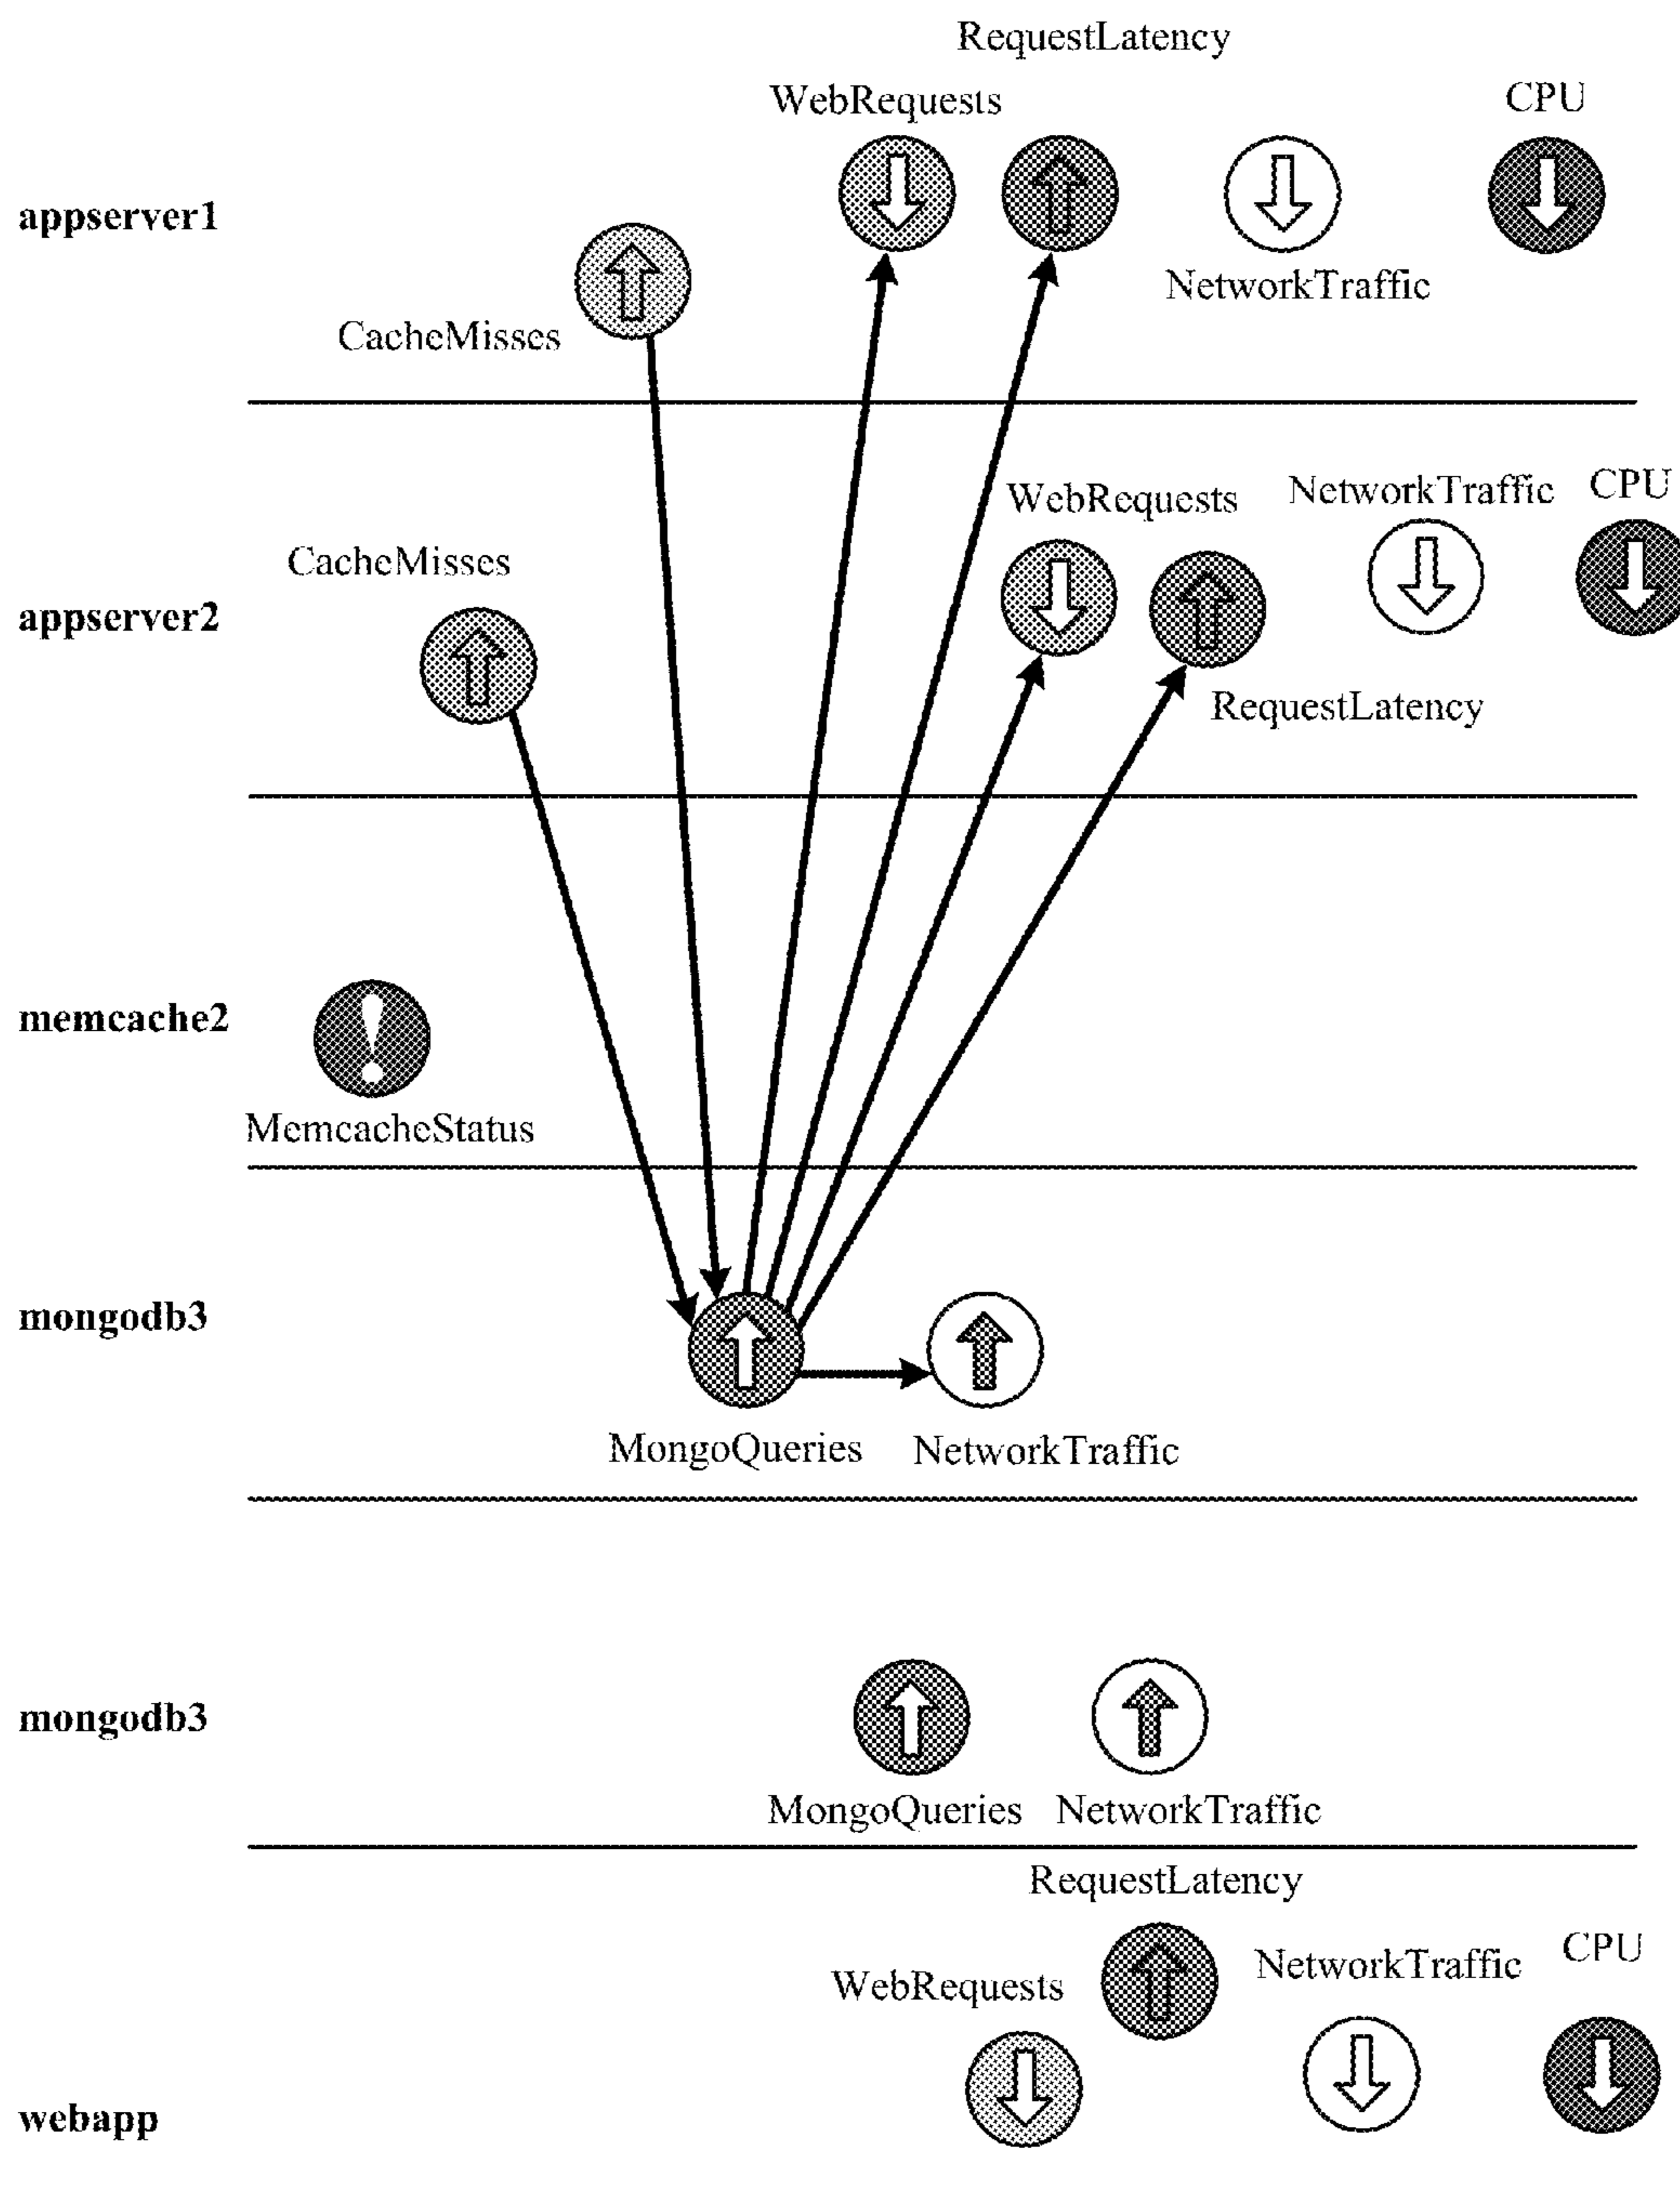 RequestLatency
WebRequests
CPU
appserver1
NetworkTraffic
CacheMisses
WebRequests
NetworkTraffic
CPU
CacheMisses
appserver2
RequestLatency
memcache2
!
MemcacheStatus
mongodb3
MongoQueries
NetworkTraffic
mongodb3
MongoQueries
NetworkTraffic
RequestLatency
CPU
NetworkTraffic
WebRequests
webapp